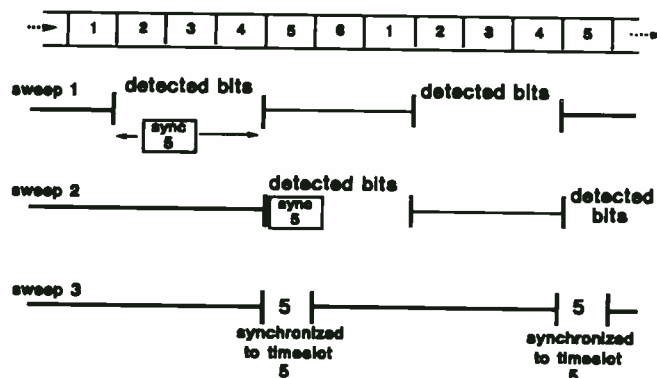 1 2 3 4 5 6 1 2 3 4 5
sweep 1
detected bits
detected bits
sync
5
sweep 2
detected bits
detected
bits
sync
5
sweep 3
5
5
synchronized
to timeslot
5
synchronized
to timeslot
5